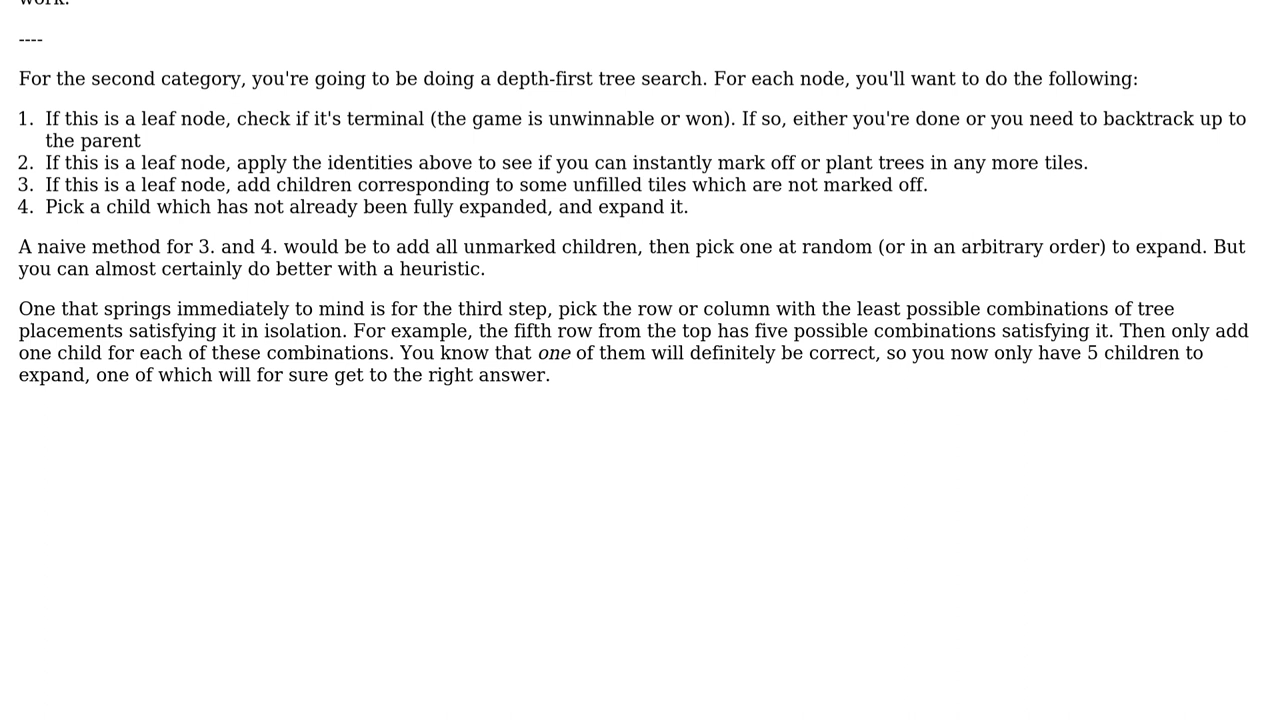 work.
----
For the second category, you're going to be doing a depth-first tree search. For each node, you'll want to do the following:
1. If this is a leaf node, check if it's terminal (the game is unwinnable or won). If so, either you're done or you need to backtrack up to
the parent
2. If this is a leaf node, apply the identities above to see if you can instantly mark off or plant trees in any more tiles.
3. If this is a leaf node, add children corresponding to some unfilled tiles which are not marked off.
4. Pick a child which has not already been fully expanded, and expand it.
A naive method for 3. and 4. would be to add all unmarked children, then pick one at random (or in an arbitrary order) to expand. But
you can almost certainly do better with a heuristic.
One that springs immediately to mind is for the third step, pick the row or column with the least possible combinations of tree
placements satisfying it in isolation. For example, the fifth row from the top has five possible combinations satisfying it. Then only add
one child for each of these combinations. You know that one of them will definitely be correct, so you now only have 5 children to
expand, one of which will for sure get to the right answer.